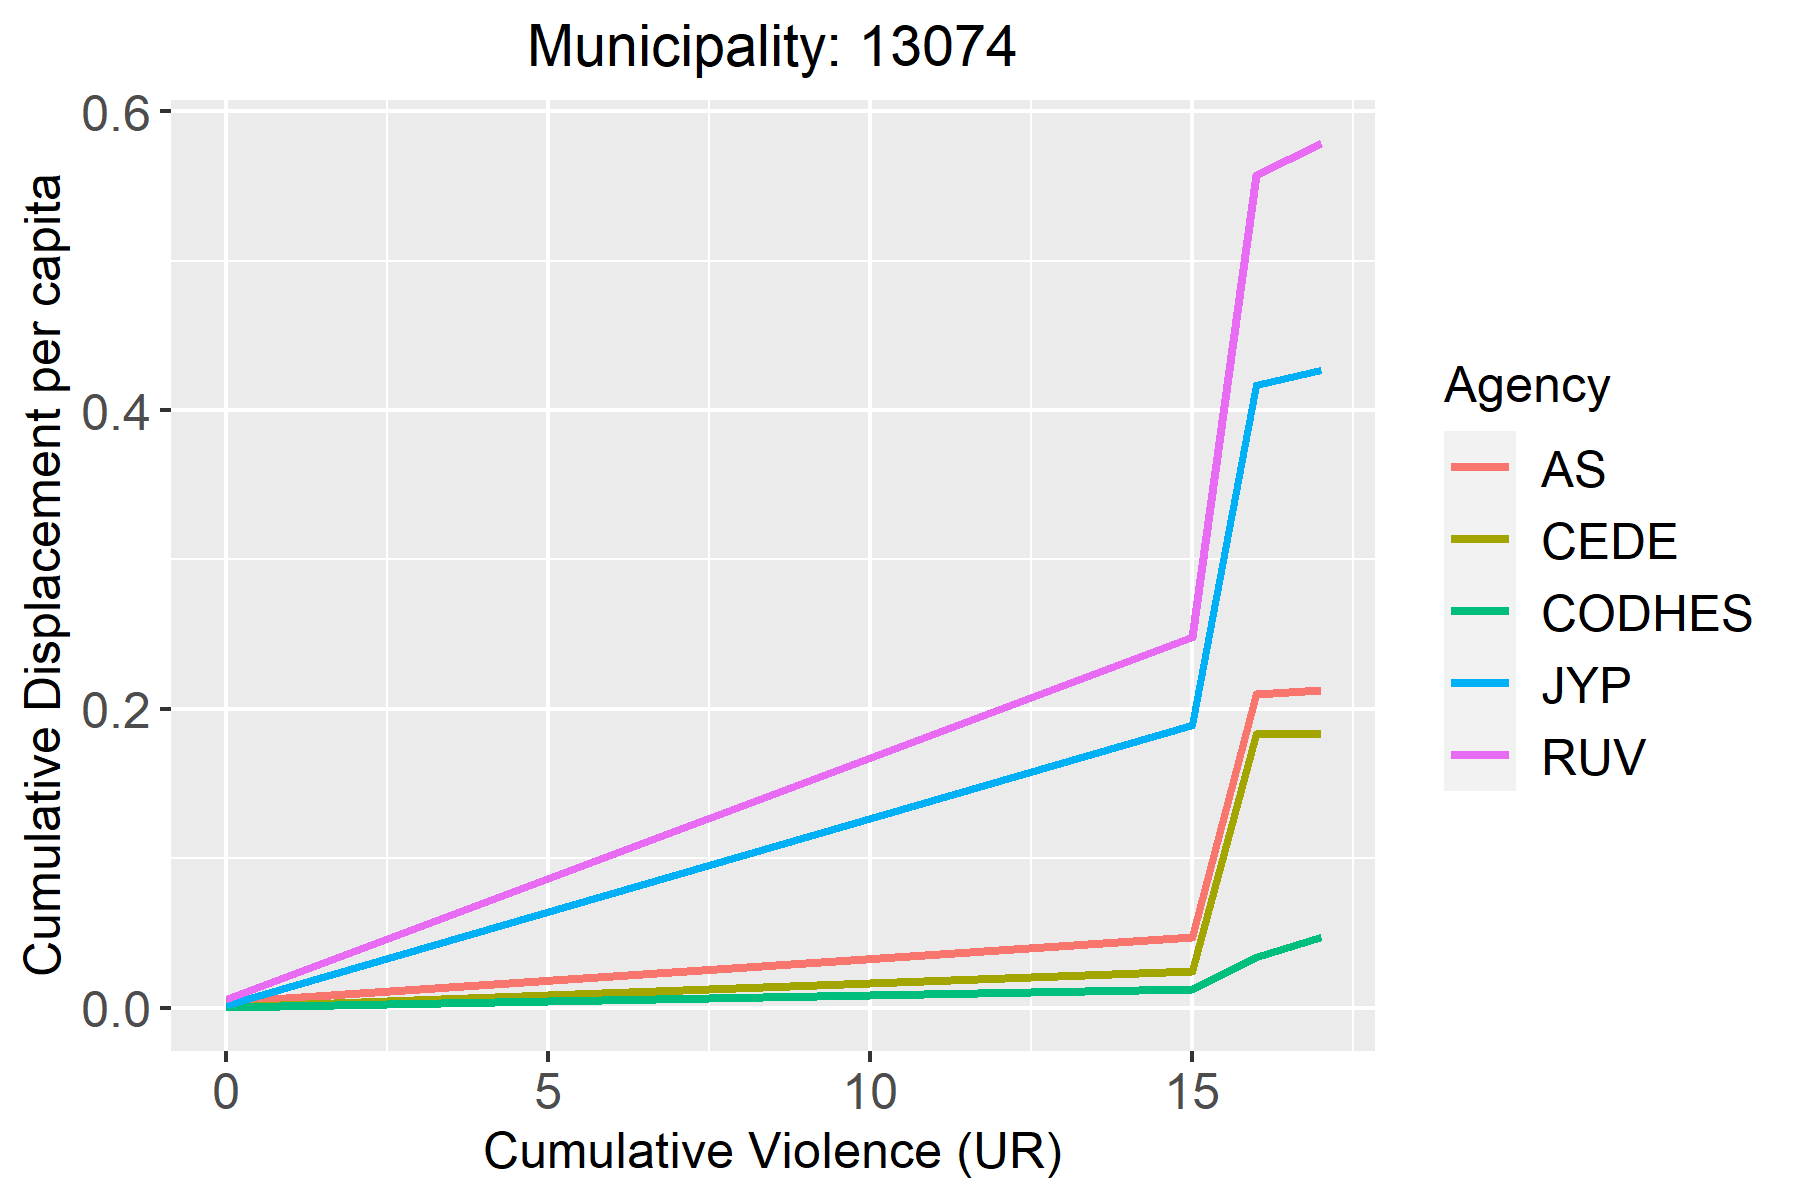 Municipality: 13074
Cumulative Displacement per capita
0.6
0.4
0.2
0.0
0 5 10 15
Cumulative Violence (UR)
Agency
AS
CEDE
CODHES
JYP
RUV